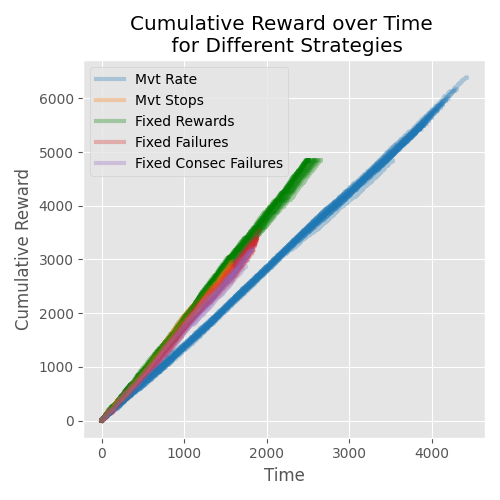 Cumulative Reward over Time
for Different Strategies
Mvt Rate
Mvt Stops
Fixed Rewards
Fixed Failures
Fixed Consec Failures
Cumulative Reward
6000
5000
4000
3000
2000
1000
0
0 1000 2000 3000 4000
Time